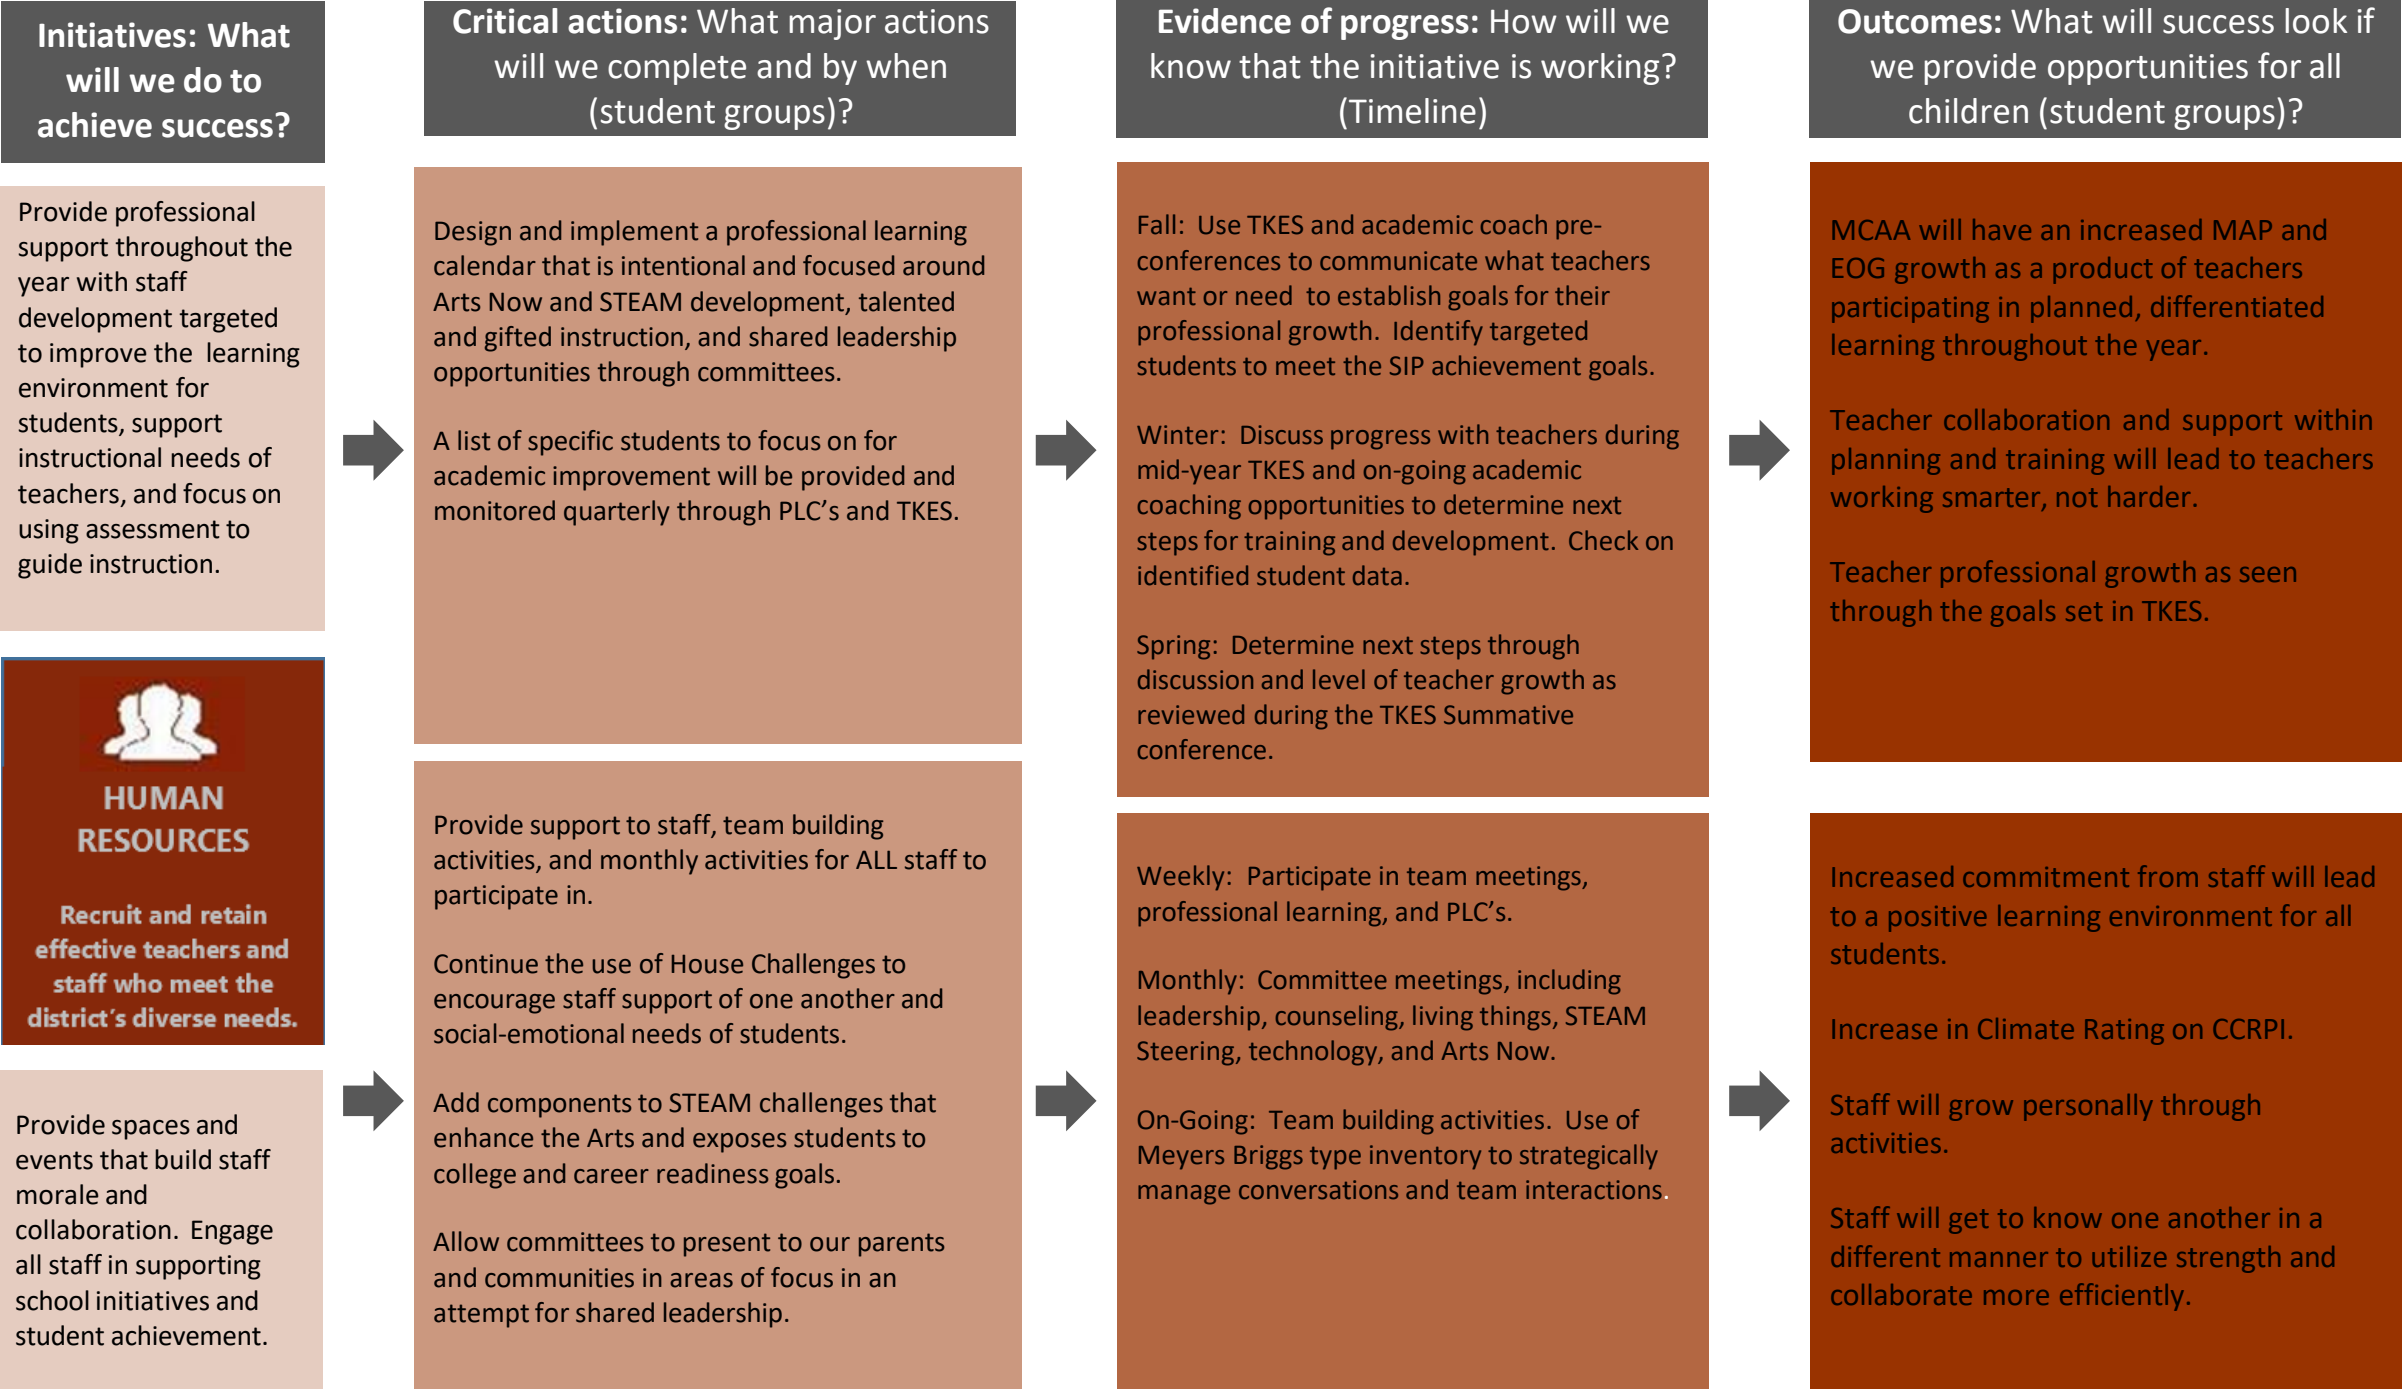 Initiatives: What
will we do to
achieve success?
Critical actions: What major actions
will we complete and by when
(student groups)?
Evidence of progress: How will we
know that the initiative is working?
(Timeline)
Outcomes: What will success look if
we provide opportunities for all
children (student groups)?
Provide professional
support throughout the
year with staff
development targeted
to improve the learning
environment for
students, support
instructional needs of
teachers, and focus on
using assessment to
guide instruction.
Design and implement a professional learning
calendar that is intentional and focused around
Arts Now and STEAM development, talented
and gifted instruction, and shared leadership
opportunities through committees.
A list of specific students to focus on for
academic improvement will be provided and
monitored quarterly through PLC’s and TKES.
Fall: Use TKES and academic coach pre-
conferences to communicate what teachers
want or need to establish goals for their
professional growth. Identify targeted
students to meet the SIP achievement goals.
Winter: Discuss progress with teachers during
mid-year TKES and on-going academic
coaching opportunities to determine next
steps for training and development. Check on
identified student data.
Spring: Determine next steps through
discussion and level of teacher growth as
reviewed during the TKES Summative
conference.
MCAA will have an increased MAP and
EOG growth as a product of teachers
participating in planned, differentiated
learning throughout the year.
Teacher collaboration and support within
planning and training will lead to teachers
working smarter, not harder.
Teacher professional growth as seen
through the goals set in TKES.
HUMAN
RESOURCES
Recruit and retain
effective teachers and
staff who meet the
district’s diverse needs.
Provide spaces and
events that build staff
morale and
collaboration. Engage
all staff in supporting
school initiatives and
student achievement.
Provide support to staff, team building
activities, and monthly activities for ALL staff to
participate in.
Continue the use of House Challenges to
encourage staff support of one another and
social-emotional needs of students.
Add components to STEAM challenges that
enhance the Arts and exposes students to
college and career readiness goals.
Allow committees to present to our parents
and communities in areas of focus in an
attempt for shared leadership.
Weekly: Participate in team meetings,
professional learning, and PLC’s.
Monthly: Committee meetings, including
leadership, counseling, living things, STEAM
Steering, technology, and Arts Now.
On-Going: Team building activities. Use of
Meyers Briggs type inventory to strategically
manage conversations and team interactions.
Increased commitment from staff will lead
to a positive learning environment for all
students.
Increase in Climate Rating on CCRPI.
Staff will grow personally through
activities.
Staff will get to know one another in a
different manner to utilize strength and
collaborate more efficiently.